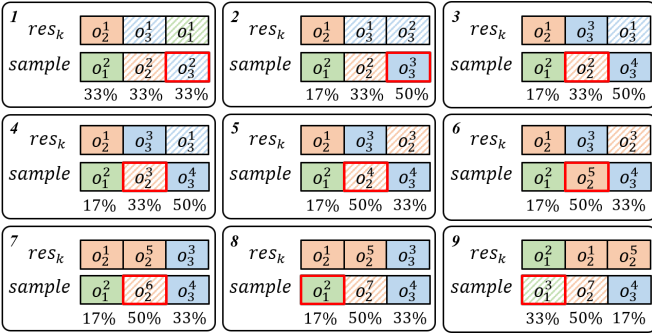 1 res_k o_2^1 o_3^1 o_1^1
sample o_1^2 o_2^2 o_3^2
33% 33% 33%
2 res_k o_2^1 o_3^1 o_3^2
sample o_1^2 o_2^2 o_3^3
17% 33% 50%
3 res_k o_2^1 o_3^3 o_3^1
sample o_1^2 o_2^2 o_3^4
17% 33% 50%
4 res_k o_2^1 o_3^3 o_3^1
sample o_1^2 o_2^3 o_3^4
17% 33% 50%
5 res_k o_2^1 o_3^3 o_2^3
sample o_1^2 o_2^4 o_3^4
17% 50% 33%
6 res_k o_2^1 o_3^3 o_2^3
sample o_1^2 o_2^5 o_3^4
17% 50% 33%
7 res_k o_2^1 o_2^5 o_3^3
sample o_1^2 o_2^6 o_3^4
17% 50% 33%
8 res_k o_2^1 o_2^5 o_3^3
sample o_1^2 o_2^7 o_3^4
17% 50% 33%
9 res_k o_1^2 o_2^1 o_2^5
sample o_1^3 o_2^7 o_3^4
33% 50% 17%